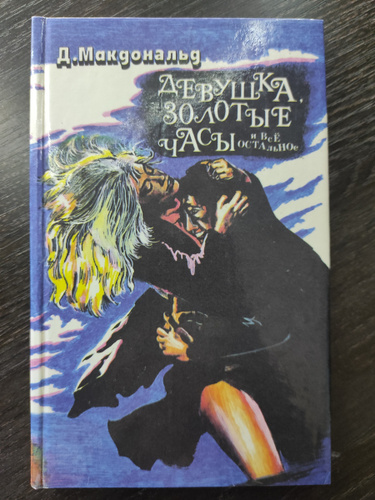 Д.Макдональд
ДЕВУШКА,
ЗОЛОТЫЕ
ЧАСЫ И ВСЁ
ОСТАЛЬНОЕ